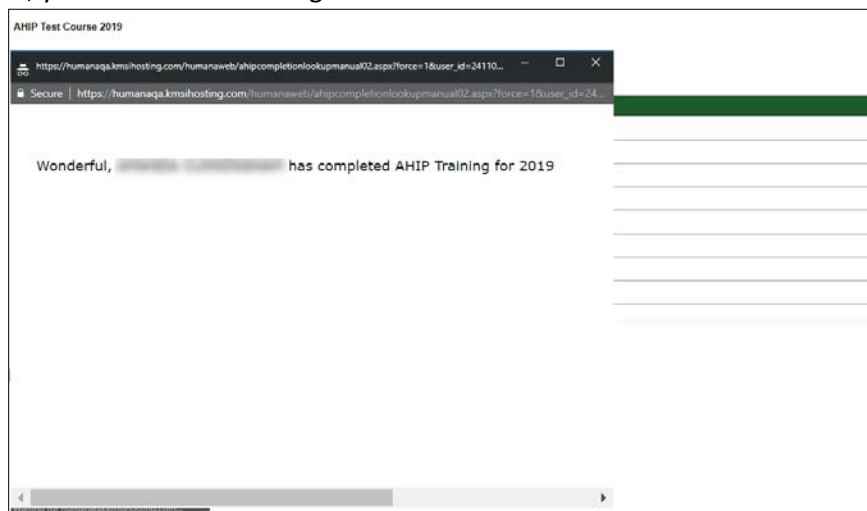 AHIP Test Course 2019
https://humanaqa.kmsihosting.com/humanaweb/ahipcompletionlookupmanual02.aspx?force=1&user_id=24110...
Secure | https://humanaqa.kmsihosting.com/humanaweb/ahipcompletionlookupmanual02.aspx?force=1&user_id=24...
Wonderful, has completed AHIP Training for 2019